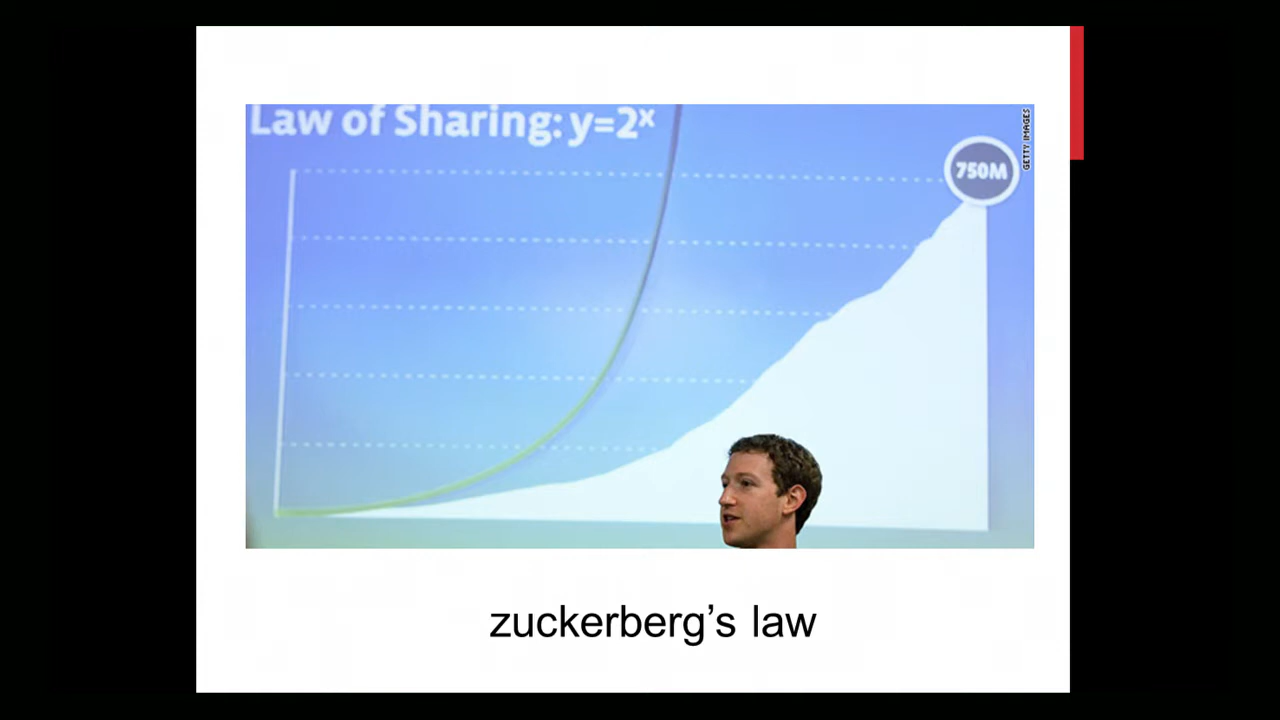 Law of Sharing: y=2ˣ
GETTY IMAGES
750M
zuckerberg’s law